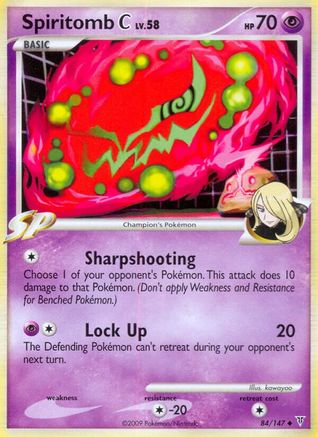 Spiritomb C LV.58 HP 70
BASIC
Champion's Pokémon
SP
Sharpshooting
Choose 1 of your opponent's Pokémon. This attack does 10
damage to that Pokémon. (Don't apply Weakness and Resistance
for Benched Pokémon.)
Lock Up 20
The Defending Pokémon can't retreat during your opponent's
next turn.
weakness resistance retreat cost
-20
Illus. kawayoo
©2009 Pokémon/Nintendo 84/147